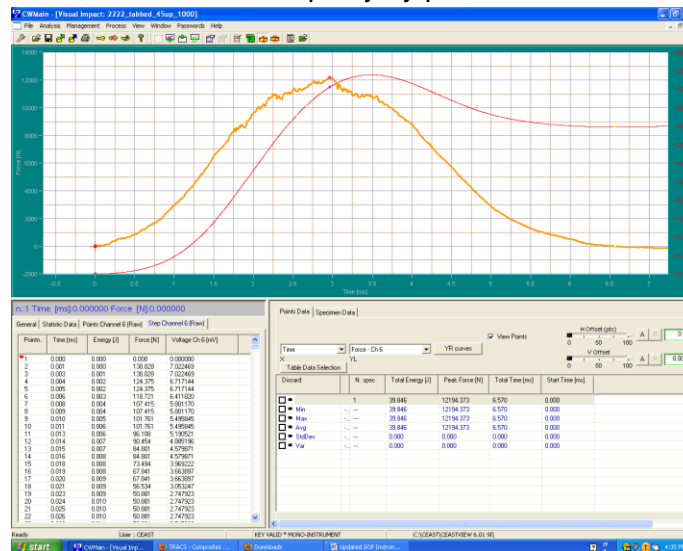 CWMain - [Visual Impact: 2222_tabbed_45up_1000]
File Analysis Management Process View Window Passwords Help
14000
12000
10000
8000
6000
4000
2000
0
-2000
Force [N]
-0.5 0 0.5 1 1.5 2 2.5 3 3.5 4 4.5 5 5.5 6 6.5 7
Time [ms]
n.:1 Time [ms]:0.000000 Force [N]:0.000000
General Statistic Data Points Channel 6 (Raw) Step Channel 6 (Raw)
Pointn. Time [ms] Energy [J] Force [N] Voltage Ch 6 [mV]
1 0.000 0.000 0.000 0.000000
2 0.001 0.000 130.028 7.022469
3 0.003 0.001 130.028 7.022469
4 0.004 0.002 124.375 6.717144
5 0.005 0.002 124.375 6.717144
6 0.006 0.003 118.721 6.411820
7 0.008 0.004 107.415 5.801170
8 0.009 0.004 107.415 5.801170
9 0.010 0.005 101.761 5.495845
10 0.011 0.006 101.761 5.495845
11 0.013 0.006 96.108 5.190521
12 0.014 0.007 90.454 4.885196
13 0.015 0.007 84.801 4.579871
14 0.016 0.008 84.801 4.579871
15 0.018 0.008 73.494 3.969222
16 0.019 0.008 67.841 3.663897
17 0.020 0.009 67.841 3.663897
18 0.021 0.009 56.534 3.053247
19 0.023 0.009 50.881 2.747923
20 0.024 0.010 50.881 2.747923
21 0.025 0.010 50.881 2.747923
22 0.026 0.010 50.881 2.747923
Points Data Specimen Data
Time Force - Ch 6 YR curves View Points
X YL
Table Data Selection
H Offset (pts)
0 50 100 A R 0
V Offset
0 50 100 A R 0.00
Discard N. spec Total Energy [J] Peak Force [N] Total Time [ms] Start Time [ms]
1 39.846 12194.373 6.570 0.000
Min -.. --- 39.846 12194.373 6.570 0.000
Max -.. --- 39.846 12194.373 6.570 0.000
Avg -.. --- 39.846 12194.373 6.570 0.000
StdDev -.. --- 0.000 0.000 0.000 0.000
Var -.. --- 0.000 0.000 0.000 0.000
Ready User : CEAST KEY VALID * MONO-INSTRUMENT C:\CEAST\CEASTVIEW 6.01 9E\
start CWMain - [Visual Imp... TRACS : Composites ... Downloads Updated SOP Instron... 4:35 PM